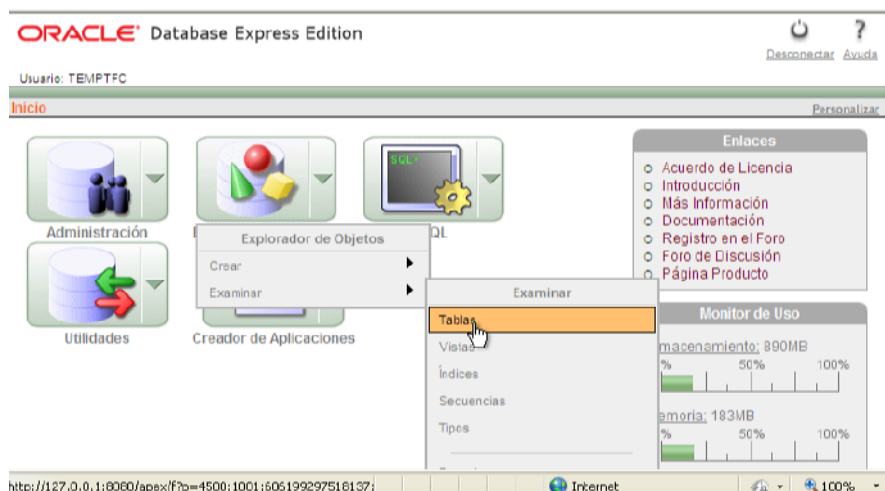 ORACLE Database Express Edition
Desconectar Ayuda
Usuario: TEMPTFC
Inicio
Personalizar
Enlaces
Acuerdo de Licencia
Introducción
Más Información
Documentación
Registro en el Foro
Foro de Discusión
Página Producto
SQL>
Administración
QL
Explorador de Objetos
Crear
Examinar
Examinar
Tablas
Vistas
Índices
Secuencias
Tipos
Utilidades
Creador de Aplicaciones
Monitor de Uso
macenamiento: 890MB
% 50% 100%
emoria: 183MB
% 50% 100%
http://127.0.0.1:8080/apex/f?p=4500:1001:606199297518137:
Internet
100%